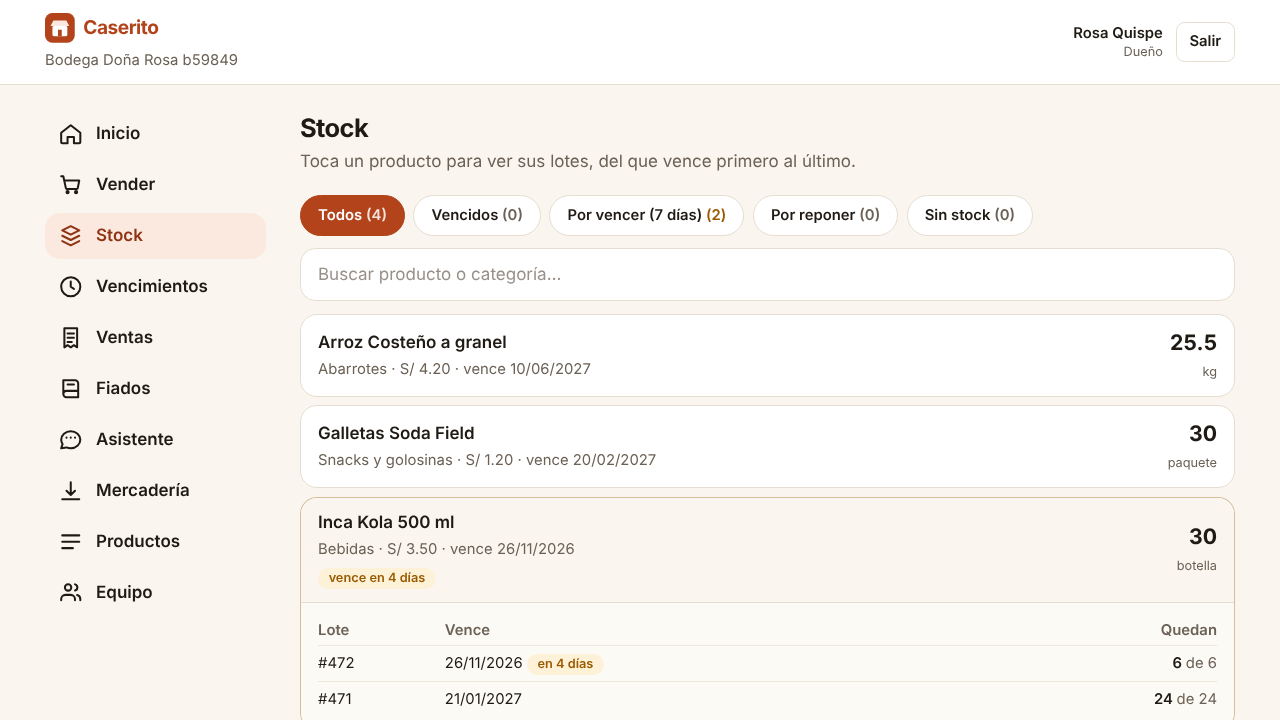 Caserito
Bodega Doña Rosa b59849
Rosa Quispe
Dueño
Salir
Inicio
Vender
Stock
Vencimientos
Ventas
Fiados
Asistente
Mercadería
Productos
Equipo
Stock
Toca un producto para ver sus lotes, del que vence primero al último.
Todos (4)
Vencidos (0)
Por vencer (7 días) (2)
Por reponer (0)
Sin stock (0)
Buscar producto o categoría...
Arroz Costeño a granel
Abarrotes · S/ 4.20 · vence 10/06/2027
25.5
kg
Galletas Soda Field
Snacks y golosinas · S/ 1.20 · vence 20/02/2027
30
paquete
Inca Kola 500 ml
Bebidas · S/ 3.50 · vence 26/11/2026
vence en 4 días
30
botella
Lote Vence Quedan
#472 26/11/2026 en 4 días 6 de 6
#471 21/01/2027 24 de 24